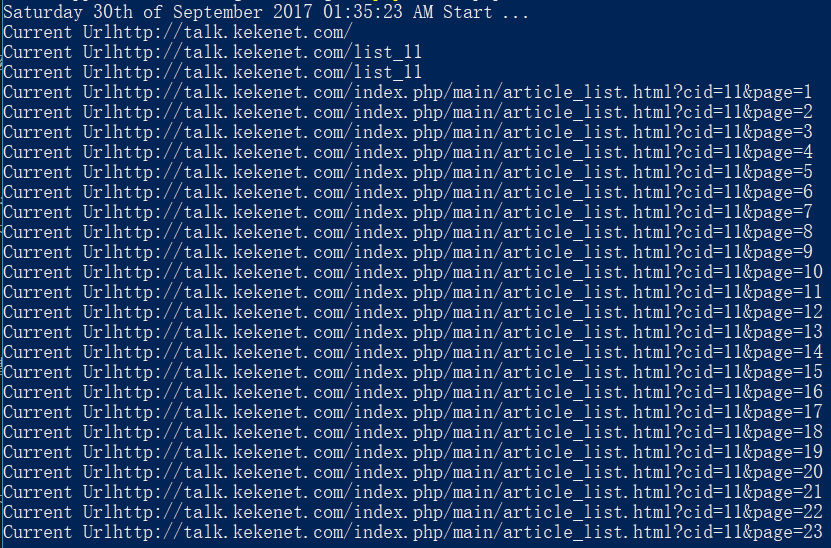 Saturday 30th of September 2017 01:35:23 AM Start ...
Current Urlhttp://talk.kekenet.com/
Current Urlhttp://talk.kekenet.com/list_11
Current Urlhttp://talk.kekenet.com/list_11
Current Urlhttp://talk.kekenet.com/index.php/main/article_list.html?cid=11&page=1
Current Urlhttp://talk.kekenet.com/index.php/main/article_list.html?cid=11&page=2
Current Urlhttp://talk.kekenet.com/index.php/main/article_list.html?cid=11&page=3
Current Urlhttp://talk.kekenet.com/index.php/main/article_list.html?cid=11&page=4
Current Urlhttp://talk.kekenet.com/index.php/main/article_list.html?cid=11&page=5
Current Urlhttp://talk.kekenet.com/index.php/main/article_list.html?cid=11&page=6
Current Urlhttp://talk.kekenet.com/index.php/main/article_list.html?cid=11&page=7
Current Urlhttp://talk.kekenet.com/index.php/main/article_list.html?cid=11&page=8
Current Urlhttp://talk.kekenet.com/index.php/main/article_list.html?cid=11&page=9
Current Urlhttp://talk.kekenet.com/index.php/main/article_list.html?cid=11&page=10
Current Urlhttp://talk.kekenet.com/index.php/main/article_list.html?cid=11&page=11
Current Urlhttp://talk.kekenet.com/index.php/main/article_list.html?cid=11&page=12
Current Urlhttp://talk.kekenet.com/index.php/main/article_list.html?cid=11&page=13
Current Urlhttp://talk.kekenet.com/index.php/main/article_list.html?cid=11&page=14
Current Urlhttp://talk.kekenet.com/index.php/main/article_list.html?cid=11&page=15
Current Urlhttp://talk.kekenet.com/index.php/main/article_list.html?cid=11&page=16
Current Urlhttp://talk.kekenet.com/index.php/main/article_list.html?cid=11&page=17
Current Urlhttp://talk.kekenet.com/index.php/main/article_list.html?cid=11&page=18
Current Urlhttp://talk.kekenet.com/index.php/main/article_list.html?cid=11&page=19
Current Urlhttp://talk.kekenet.com/index.php/main/article_list.html?cid=11&page=20
Current Urlhttp://talk.kekenet.com/index.php/main/article_list.html?cid=11&page=21
Current Urlhttp://talk.kekenet.com/index.php/main/article_list.html?cid=11&page=22
Current Urlhttp://talk.kekenet.com/index.php/main/article_list.html?cid=11&page=23